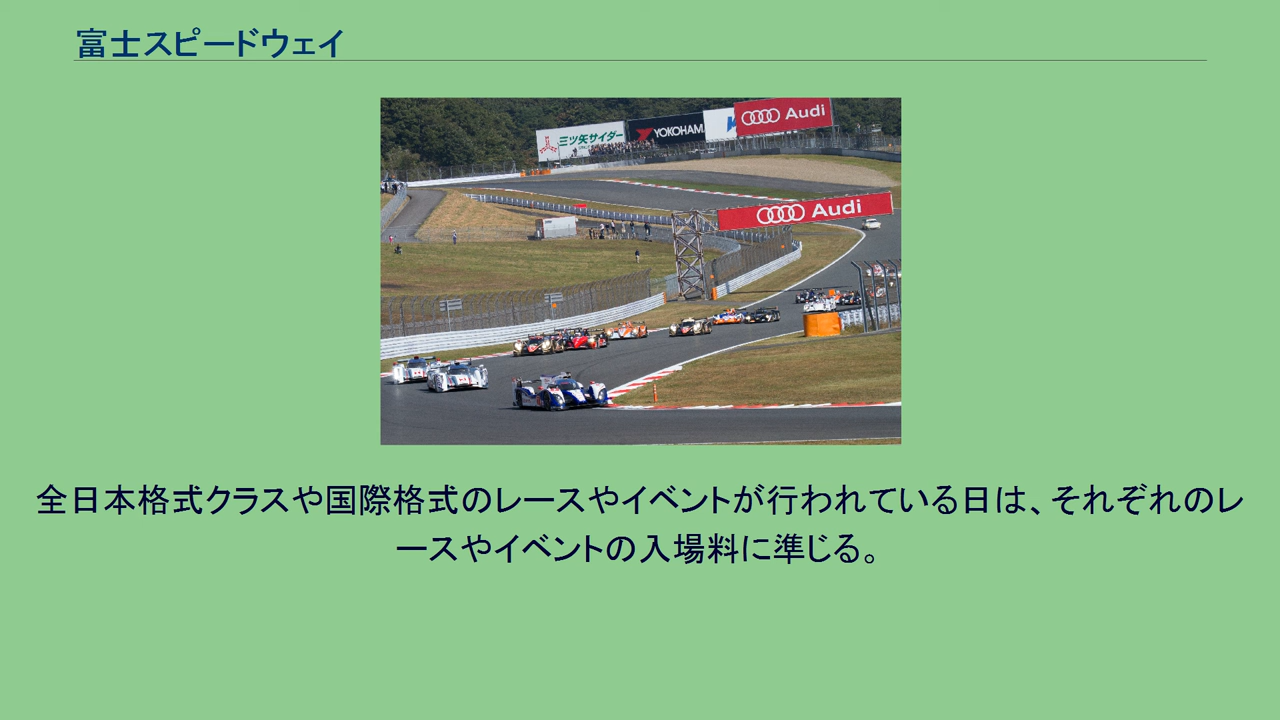 富士スピードウェイ
三ツ矢サイダー
YOKOHAMA
Audi
Audi
全日本格式クラスや国際格式のレースやイベントが行われている日は、それぞれのレ
ースやイベントの入場料に準じる。